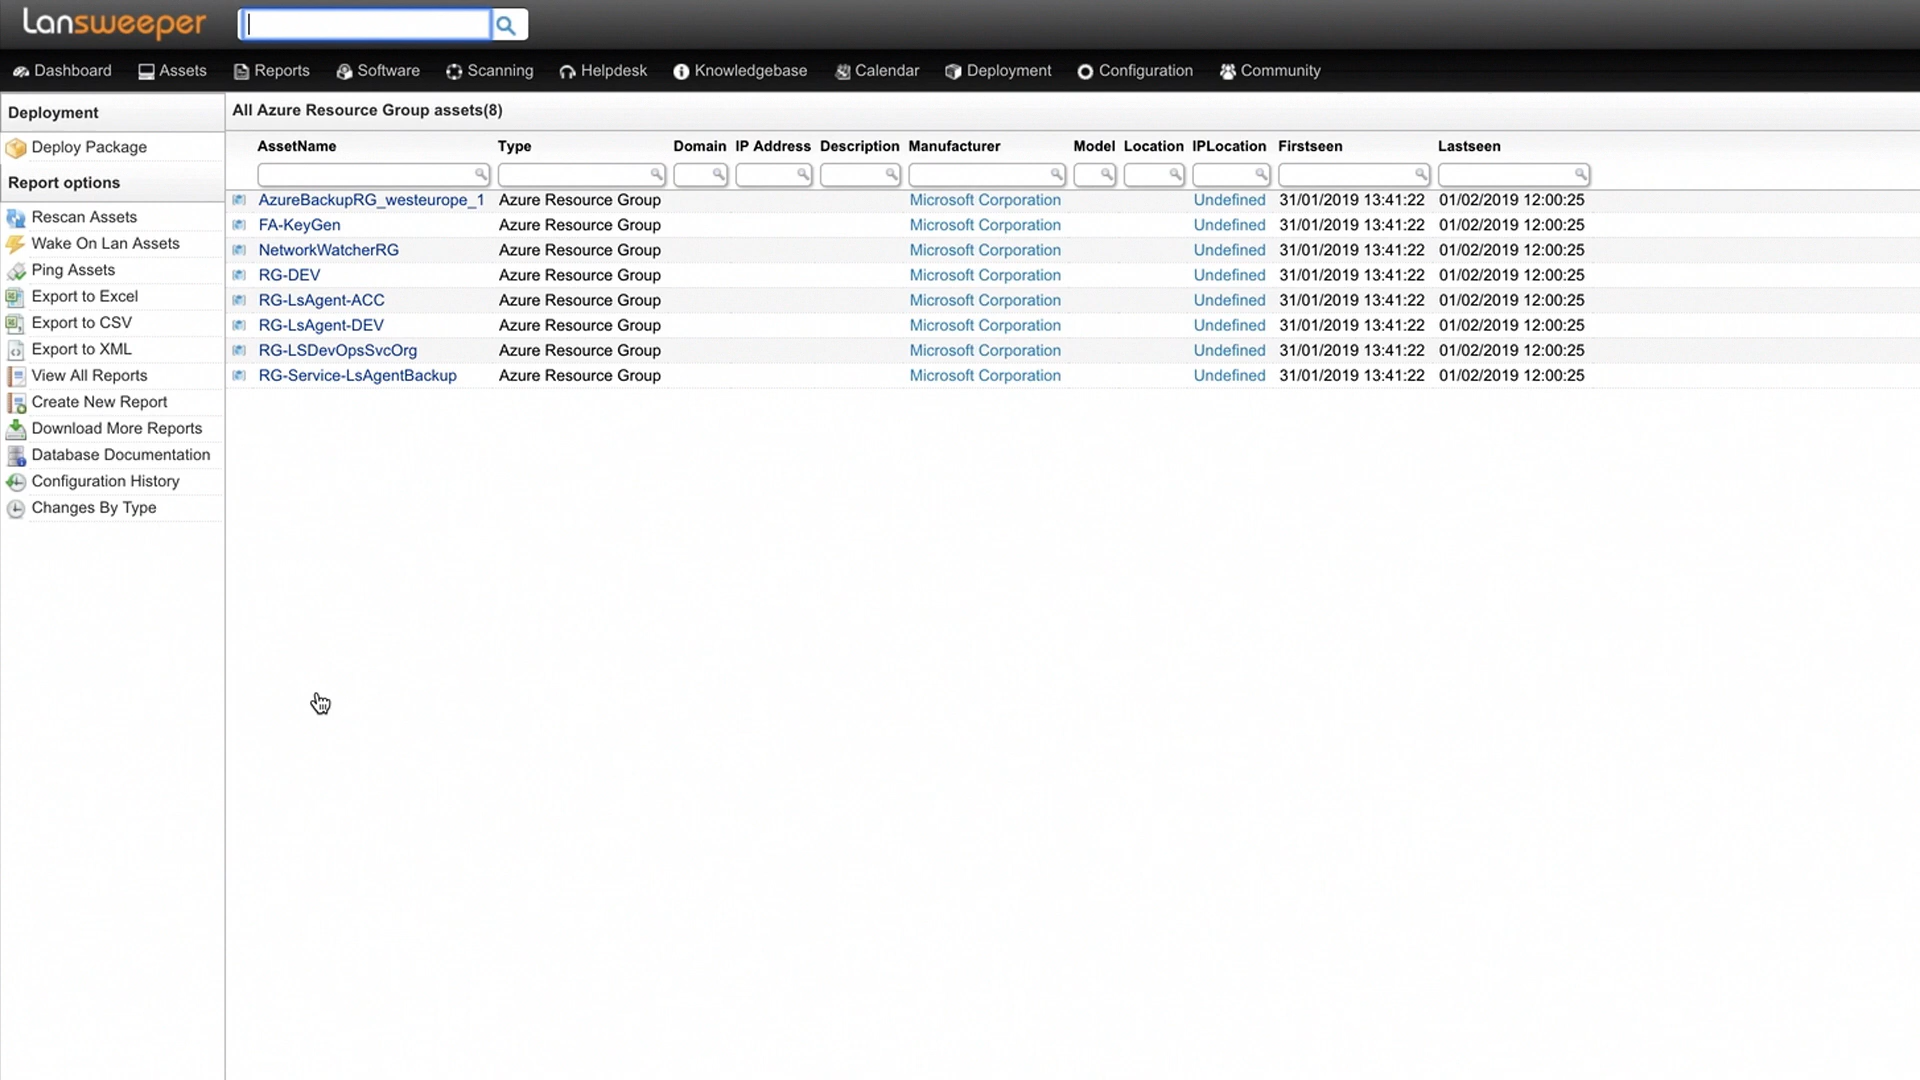 Lansweeper
Dashboard Assets Reports Software Scanning Helpdesk Knowledgebase Calendar Deployment Configuration Community
Deployment
Deploy Package
Report options
Rescan Assets
Wake On Lan Assets
Ping Assets
Export to Excel
Export to CSV
Export to XML
View All Reports
Create New Report
Download More Reports
Database Documentation
Configuration History
Changes By Type
All Azure Resource Group assets(8)
AssetName Type Domain IP Address Description Manufacturer Model Location IPLocation Firstseen Lastseen
AzureBackupRG_westeurope_1 Azure Resource Group Microsoft Corporation Undefined 31/01/2019 13:41:22 01/02/2019 12:00:25
FA-KeyGen Azure Resource Group Microsoft Corporation Undefined 31/01/2019 13:41:22 01/02/2019 12:00:25
NetworkWatcherRG Azure Resource Group Microsoft Corporation Undefined 31/01/2019 13:41:22 01/02/2019 12:00:25
RG-DEV Azure Resource Group Microsoft Corporation Undefined 31/01/2019 13:41:22 01/02/2019 12:00:25
RG-LsAgent-ACC Azure Resource Group Microsoft Corporation Undefined 31/01/2019 13:41:22 01/02/2019 12:00:25
RG-LsAgent-DEV Azure Resource Group Microsoft Corporation Undefined 31/01/2019 13:41:22 01/02/2019 12:00:25
RG-LSDevOpsSvcOrg Azure Resource Group Microsoft Corporation Undefined 31/01/2019 13:41:22 01/02/2019 12:00:25
RG-Service-LsAgentBackup Azure Resource Group Microsoft Corporation Undefined 31/01/2019 13:41:22 01/02/2019 12:00:25